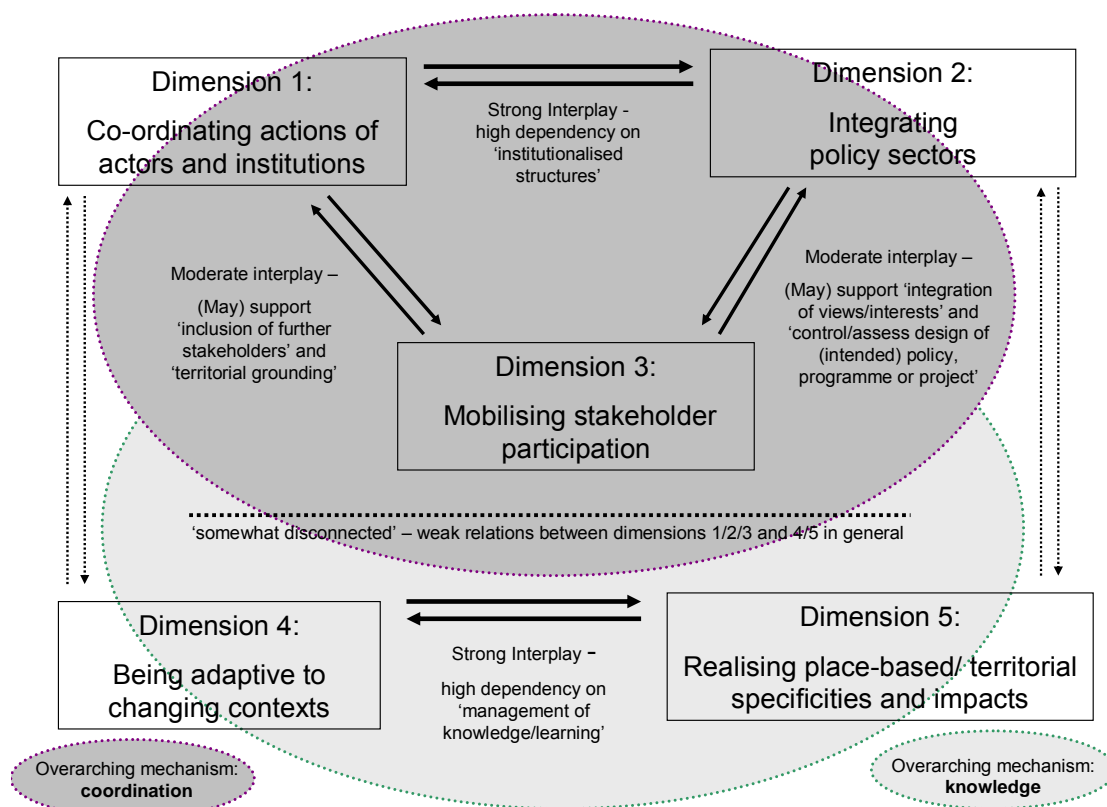 Dimension 1:
Co-ordinating actions of
actors and institutions
Strong Interplay -
high dependency on
‘institutionalised
structures’
Dimension 2:
Integrating
policy sectors
Moderate interplay –
(May) support
‘inclusion of further
stakeholders’ and
‘territorial grounding’
Moderate interplay –
(May) support ‘integration
of views/interests’ and
‘control/assess design of
(intended) policy,
programme or project’
Dimension 3:
Mobilising stakeholder
participation
‘somewhat disconnected’ – weak relations between dimensions 1/2/3 and 4/5 in general
Dimension 4:
Being adaptive to
changing contexts
Strong Interplay -
high dependency on
‘management of
knowledge/learning’
Dimension 5:
Realising place-based/ territorial
specificities and impacts
Overarching mechanism:
coordination
Overarching mechanism:
knowledge